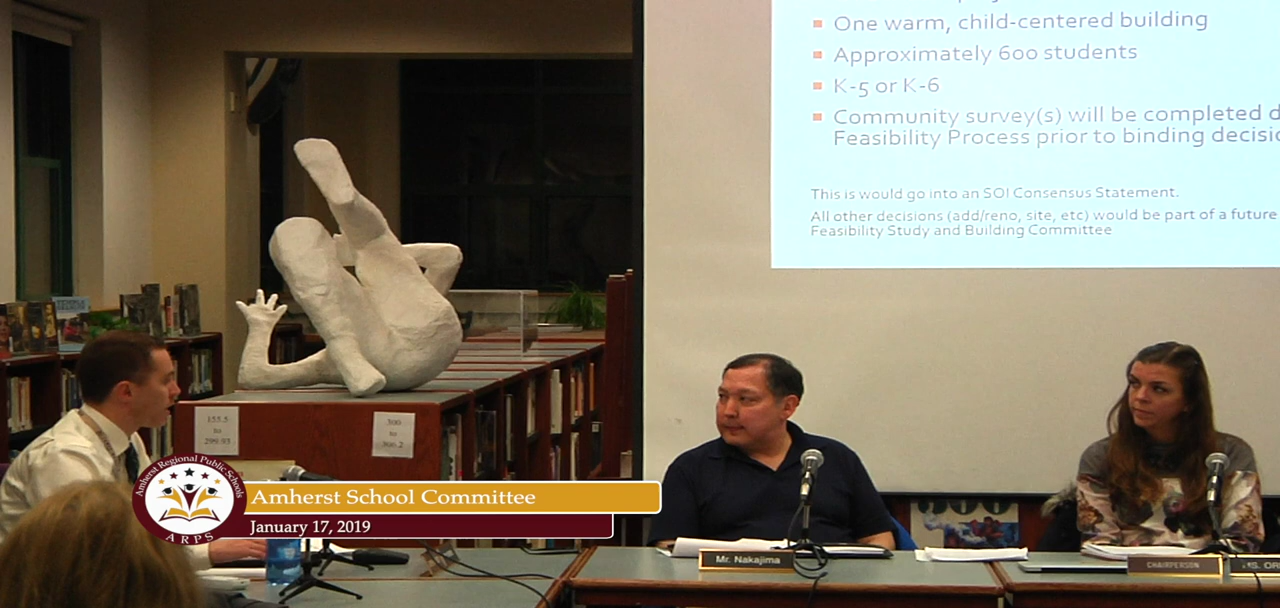 One warm, child-centered building
Approximately 600 students
K-5 or K-6
Community survey(s) will be completed d
Feasibility Process prior to binding decisio
This is would go into an SOI Consensus Statement.
All other decisions (add/reno, site, etc) would be part of a future
Feasibility Study and Building Committee
155.5
to
299.93
300
to
306.2
Amherst Regional Public Schools
ARPS
Amherst School Committee
January 17, 2019
Mr. Nakajima
CHAIRPERSON
MS. OR